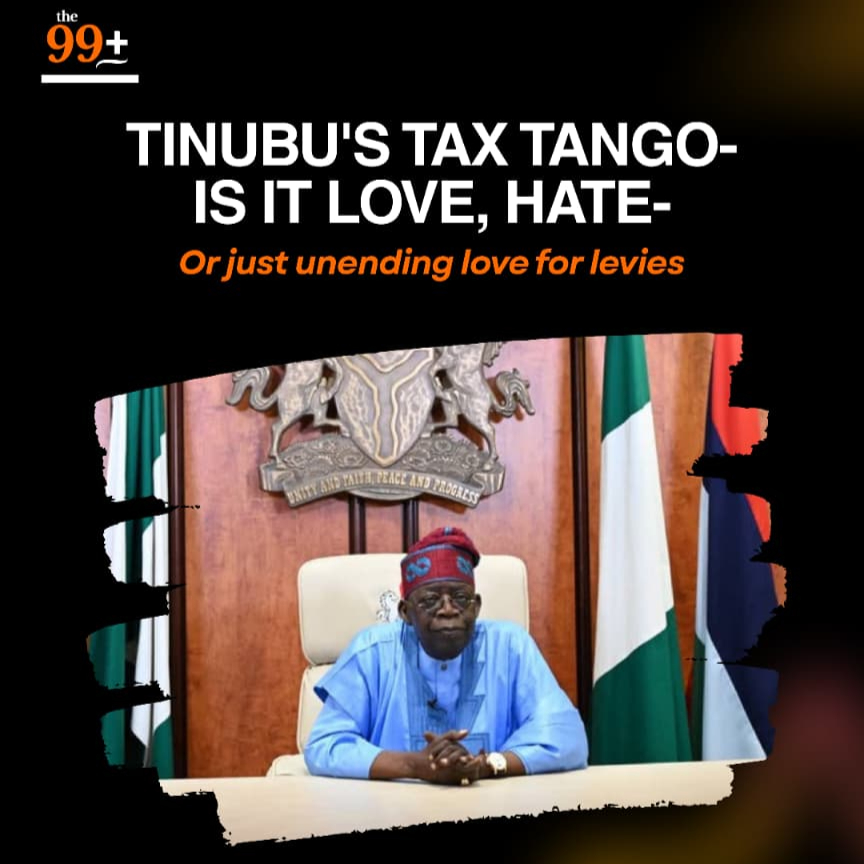 the
99±
TINUBU'S TAX TANGO-
IS IT LOVE, HATE-
Or just unending love for levies
UNITY AND FAITH, PEACE AND PROGRESS